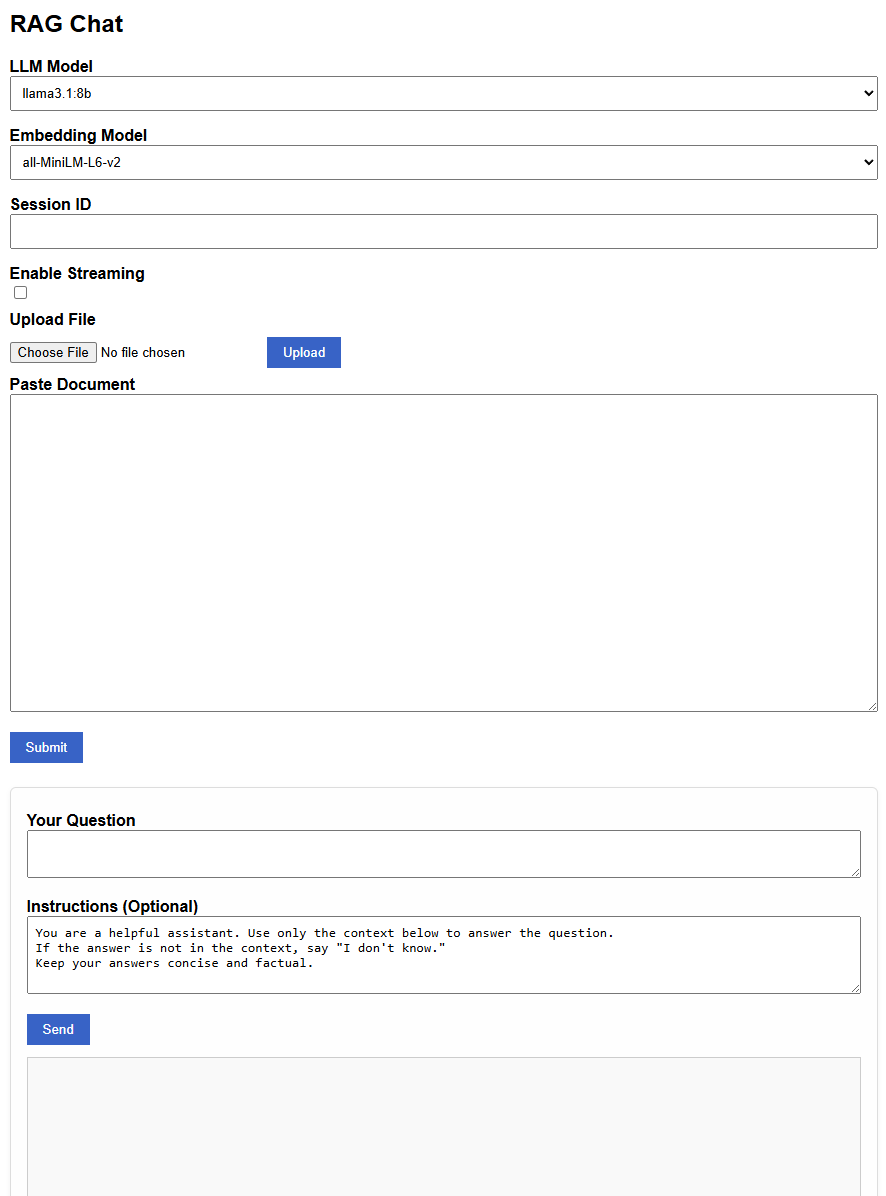 RAG Chat
LLM Model
llama3.1:8b
Embedding Model
all-MiniLM-L6-v2
Session ID
Enable Streaming
Upload File
Choose File No file chosen Upload
Paste Document
Submit
Your Question
Instructions (Optional)
You are a helpful assistant. Use only the context below to answer the question.
If the answer is not in the context, say "I don't know."
Keep your answers concise and factual.
Send